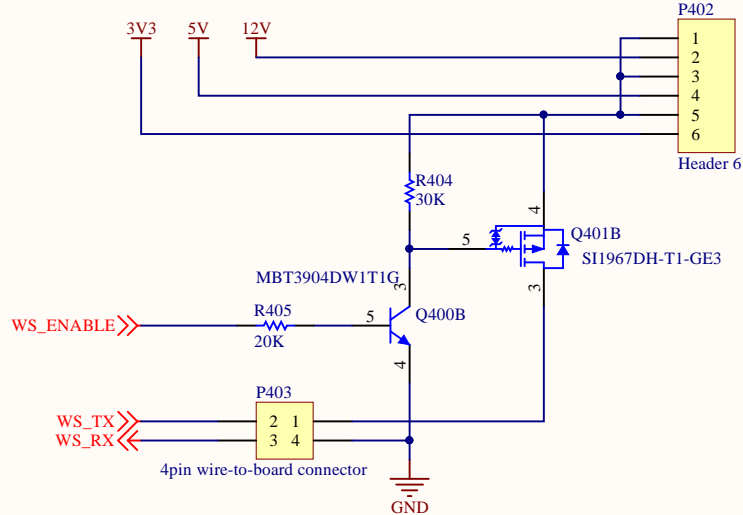 P402
3V3 5V 12V
1
2
3
4
5
6
Header 6
R404
30K
4
5
Q401B
SI1967DH-T1-GE3
3
MBT3904DW1T1G
3
R405
WS_ENABLE
20K
5
Q400B
4
P403
WS_TX
2 1
WS_RX
3 4
4pin wire-to-board connector
GND